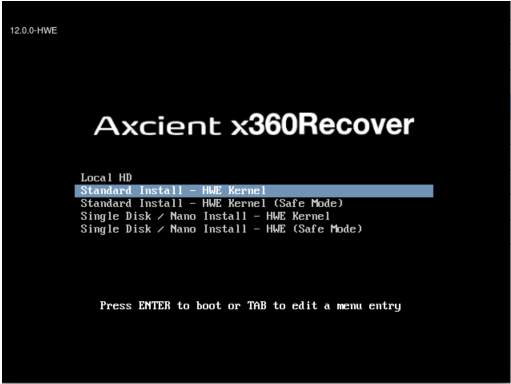 12.0.0-HWE
Axcient x360Recover
Local HD
Standard Install - HWE Kernel
Standard Install - HWE Kernel (Safe Mode)
Single Disk / Nano Install - HWE Kernel
Single Disk / Nano Install - HWE (Safe Mode)
Press ENTER to boot or TAB to edit a menu entry